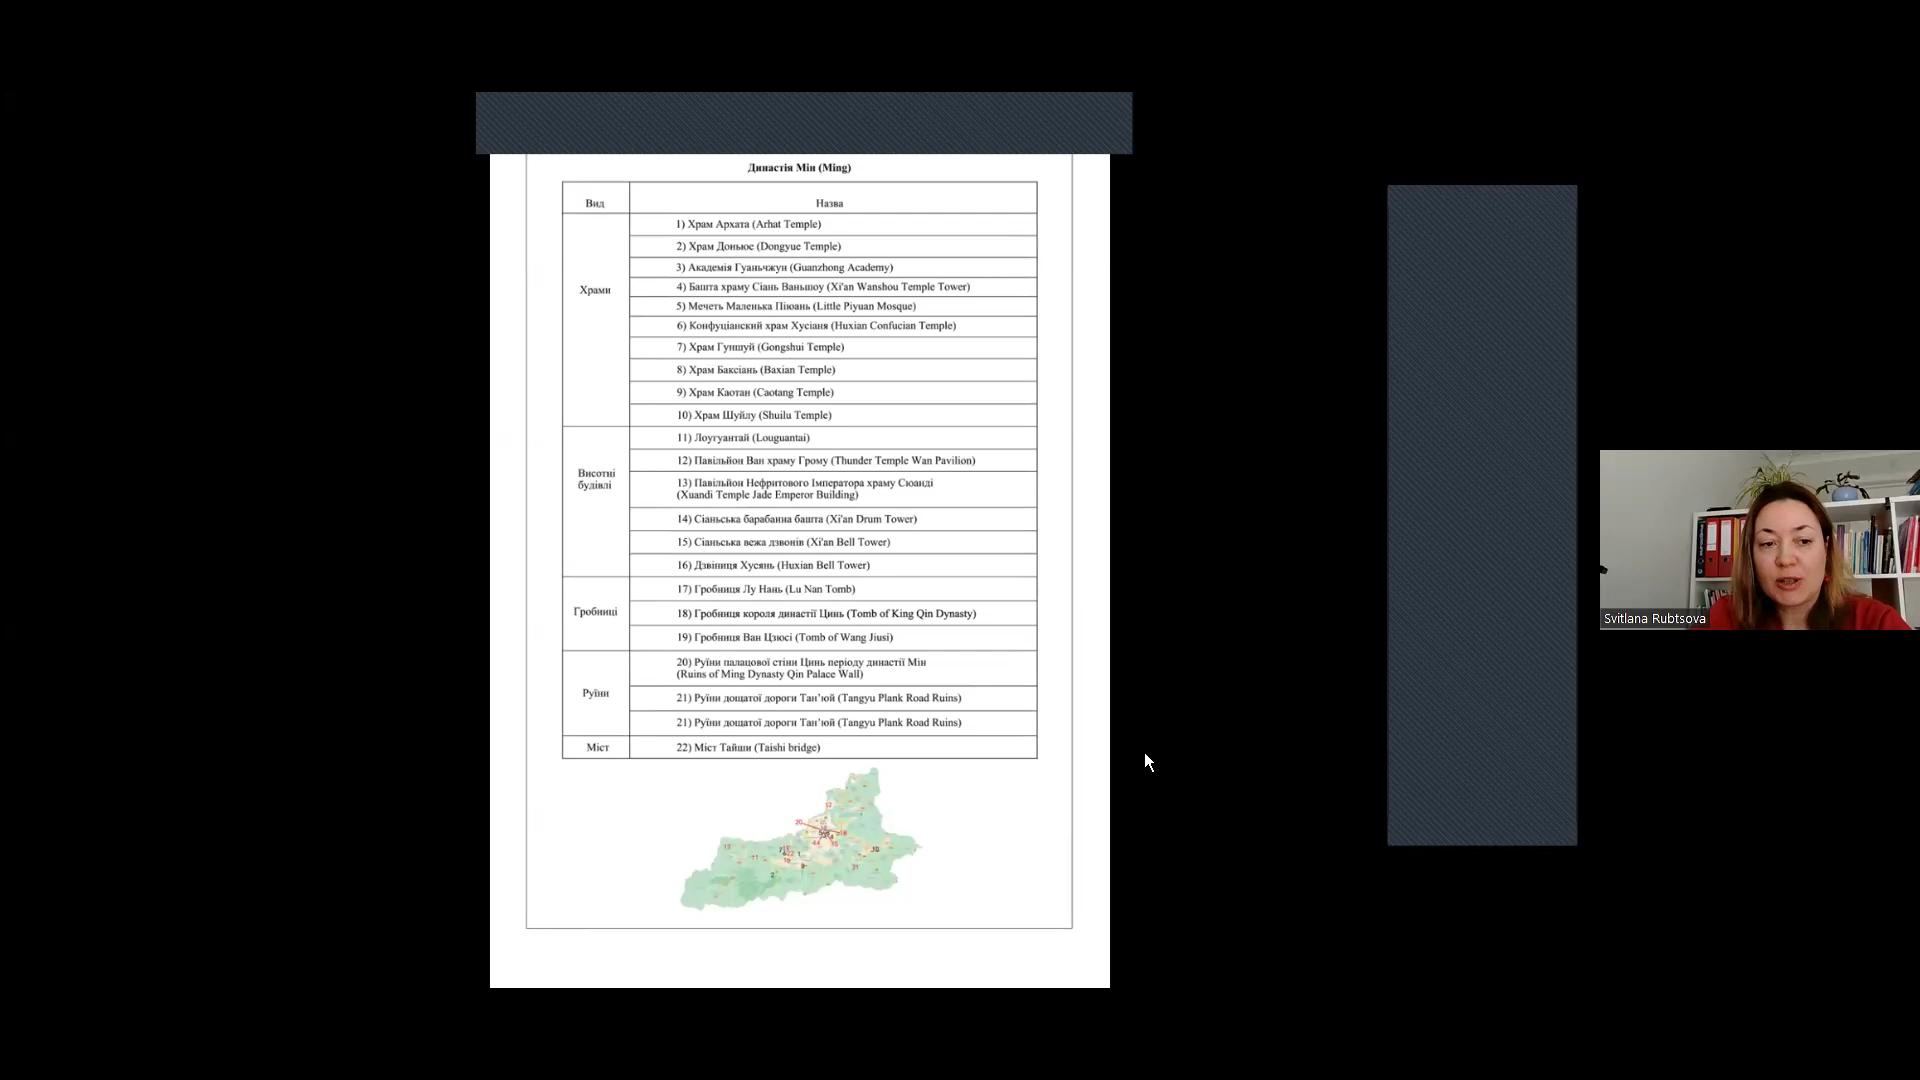 Династія Мін (Ming)
Вид
Назва
Храми
1) Храм Архата (Arhat Temple)
2) Храм Доньює (Dongyue Temple)
3) Академія Гуаньчжун (Guanzhong Academy)
4) Башта храму Сіань Ваньшоу (Xi'an Wanshou Temple Tower)
5) Мечеть Маленька Піюань (Little Piyuan Mosque)
6) Конфуціанский храм Хусіаня (Huxian Confucian Temple)
7) Храм Гуншуй (Gongshui Temple)
8) Храм Баксіань (Baxian Temple)
9) Храм Каотан (Caotang Temple)
10) Храм Шуйлу (Shuilu Temple)
Висотні
будівлі
11) Лоугуантай (Louguantai)
12) Павільйон Ван храму Грому (Thunder Temple Wan Pavilion)
13) Павільйон Нефритового Імператора храму Сюанді
(Xuandi Temple Jade Emperor Building)
14) Сіаньська барабанна башта (Xi'an Drum Tower)
15) Сіаньська вежа дзвонів (Xi'an Bell Tower)
16) Дзвіниця Хусянь (Huxian Bell Tower)
Гробниці
17) Гробниця Лу Нань (Lu Nan Tomb)
18) Гробниця короля династії Цинь (Tomb of King Qin Dynasty)
19) Гробниця Ван Цзюсі (Tomb of Wang Jiusi)
Руїни
20) Руїни палацової стіни Цинь періоду династії Мін
(Ruins of Ming Dynasty Qin Palace Wall)
21) Руїни дощатої дороги Тан’юй (Tangyu Plank Road Ruins)
21) Руїни дощатої дороги Тан’юй (Tangyu Plank Road Ruins)
Міст
22) Міст Тайши (Taishi bridge)
Svitlana Rubtsova